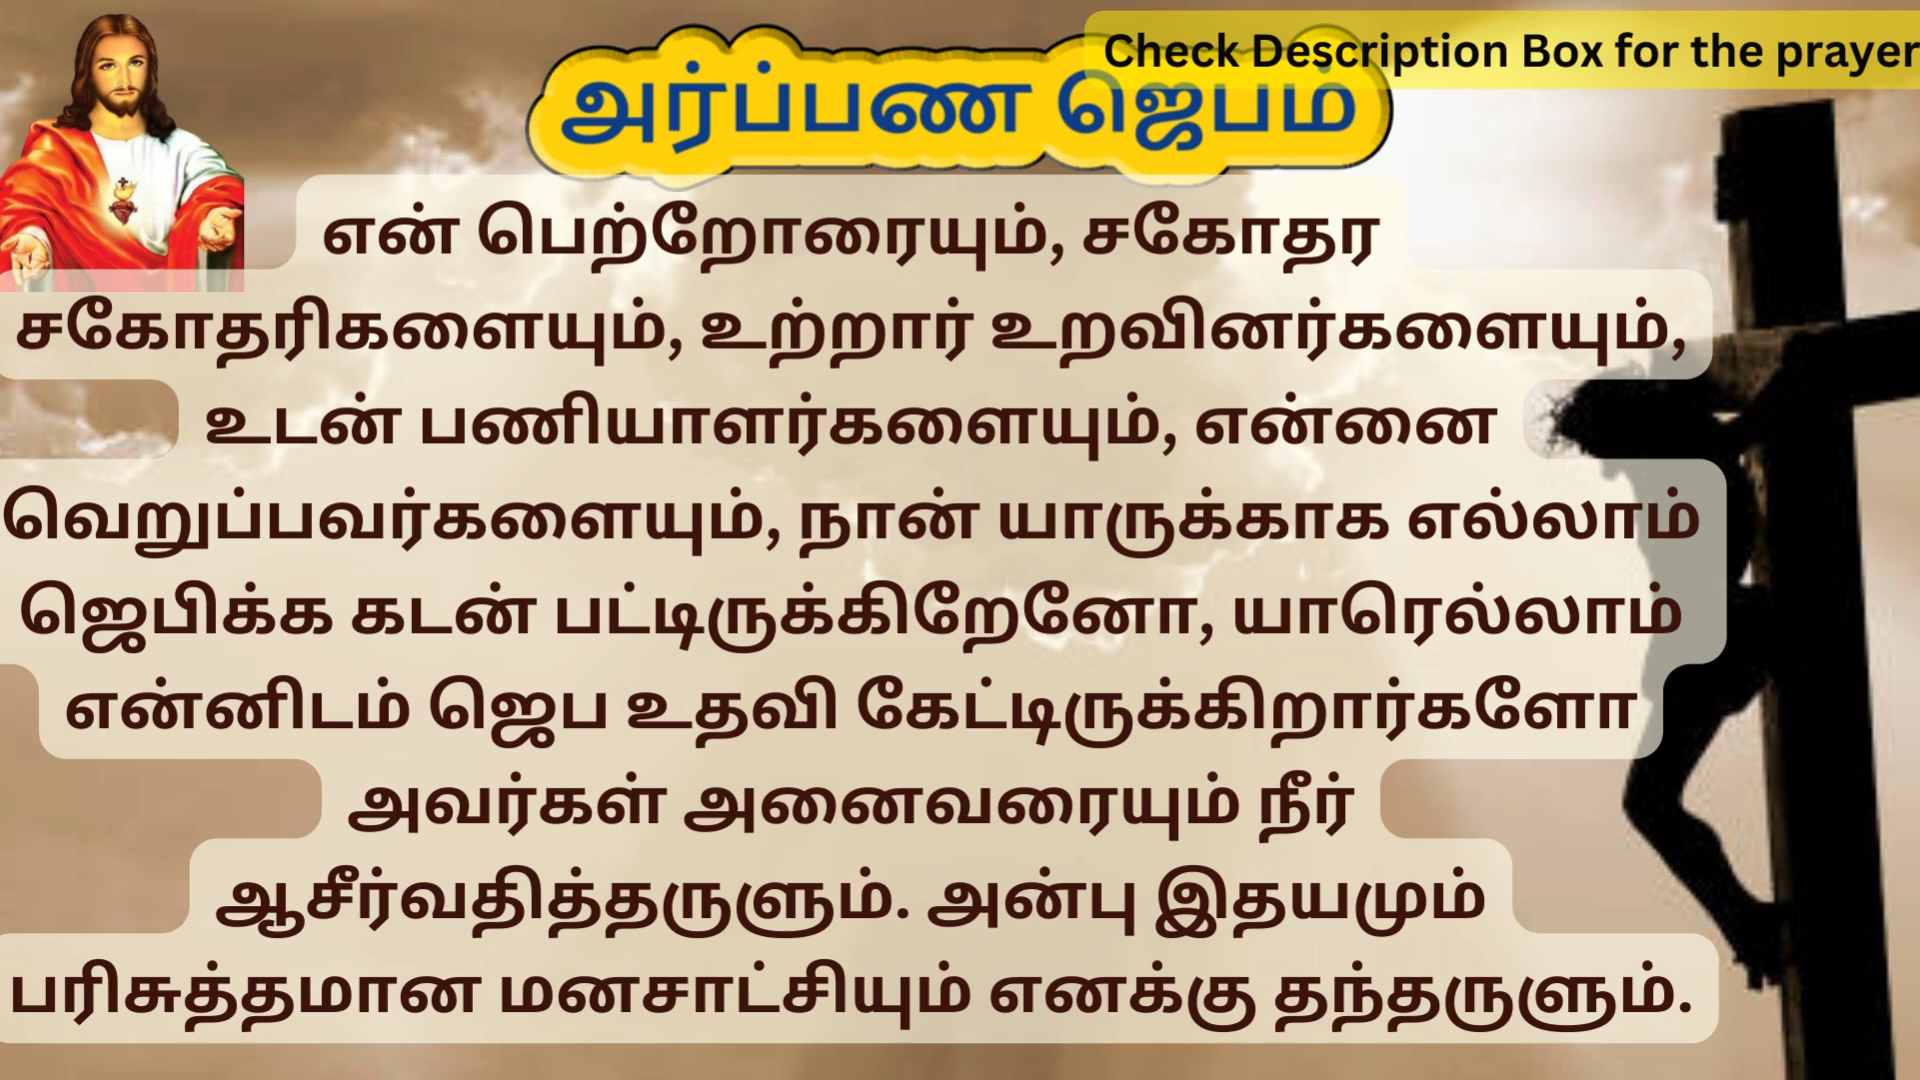 Check Description Box for the prayer
அர்ப்பண ஜெபம்
என் பெற்றோரையும், சகோதர
சகோதரிகளையும், உற்றார் உறவினர்களையும்,
உடன் பணியாளர்களையும், என்னை
வெறுப்பவர்களையும், நான் யாருக்காக எல்லாம்
ஜெபிக்க கடன் பட்டிருக்கிறேனோ, யாரெல்லாம்
என்னிடம் ஜெப உதவி கேட்டிருக்கிறார்களோ
அவர்கள் அனைவரையும் நீர்
ஆசீர்வதித்தருளும். அன்பு இதயமும்
பரிசுத்தமான மனசாட்சியும் எனக்கு தந்தருளும்.